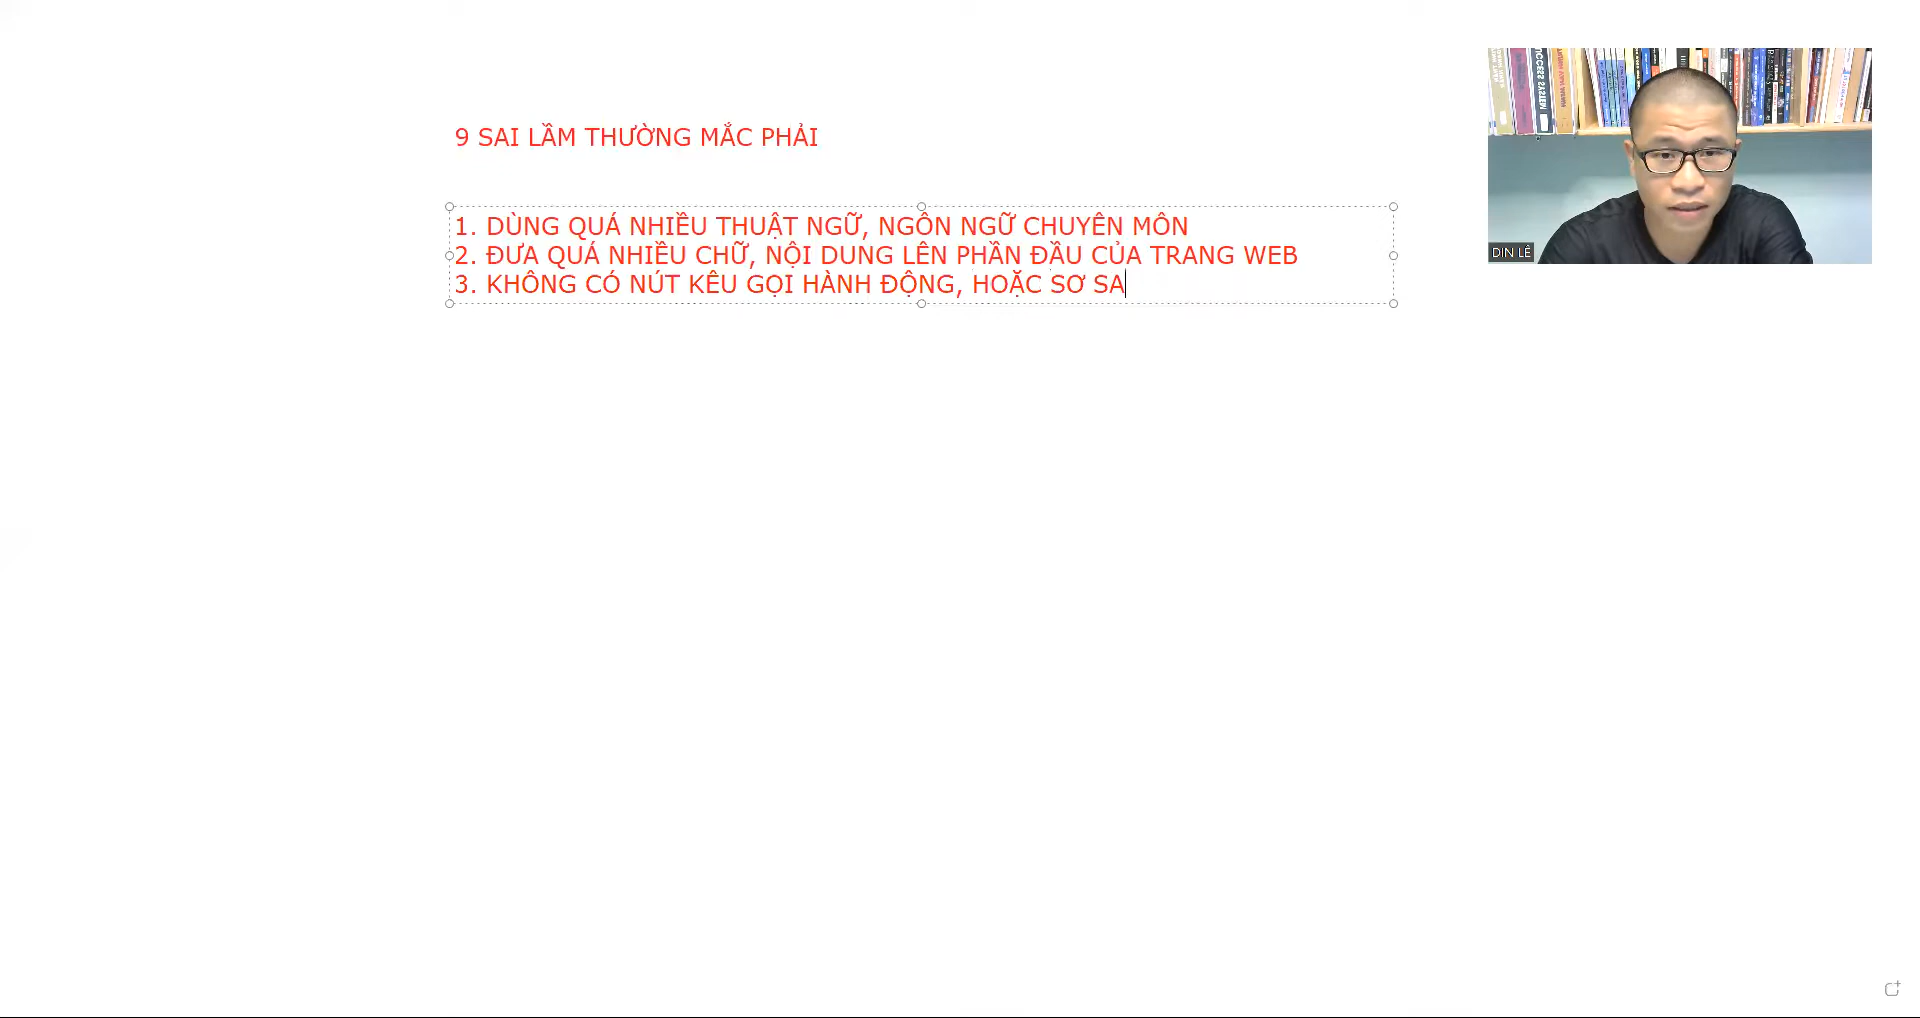 9 SAI LẦM THƯỜNG MẮC PHẢI
1. DÙNG QUÁ NHIỀU THUẬT NGỮ, NGÔN NGỮ CHUYÊN MÔN
2. ĐƯA QUÁ NHIỀU CHỮ, NỘI DUNG LÊN PHẦN ĐẦU CỦA TRANG WEB
3. KHÔNG CÓ NÚT KÊU GỌI HÀNH ĐỘNG, HOẶC SƠ SA
DIN LÊ